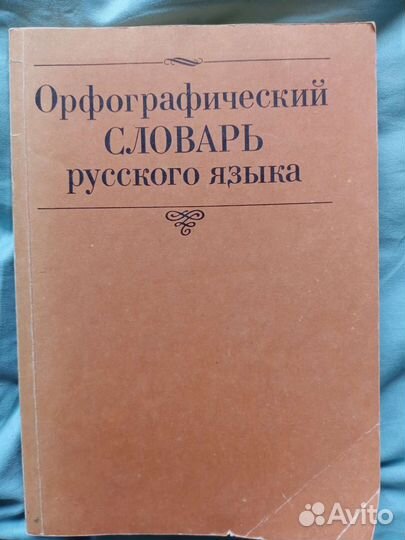 Орфографический
СЛОВАРЬ
русского языка
Avito